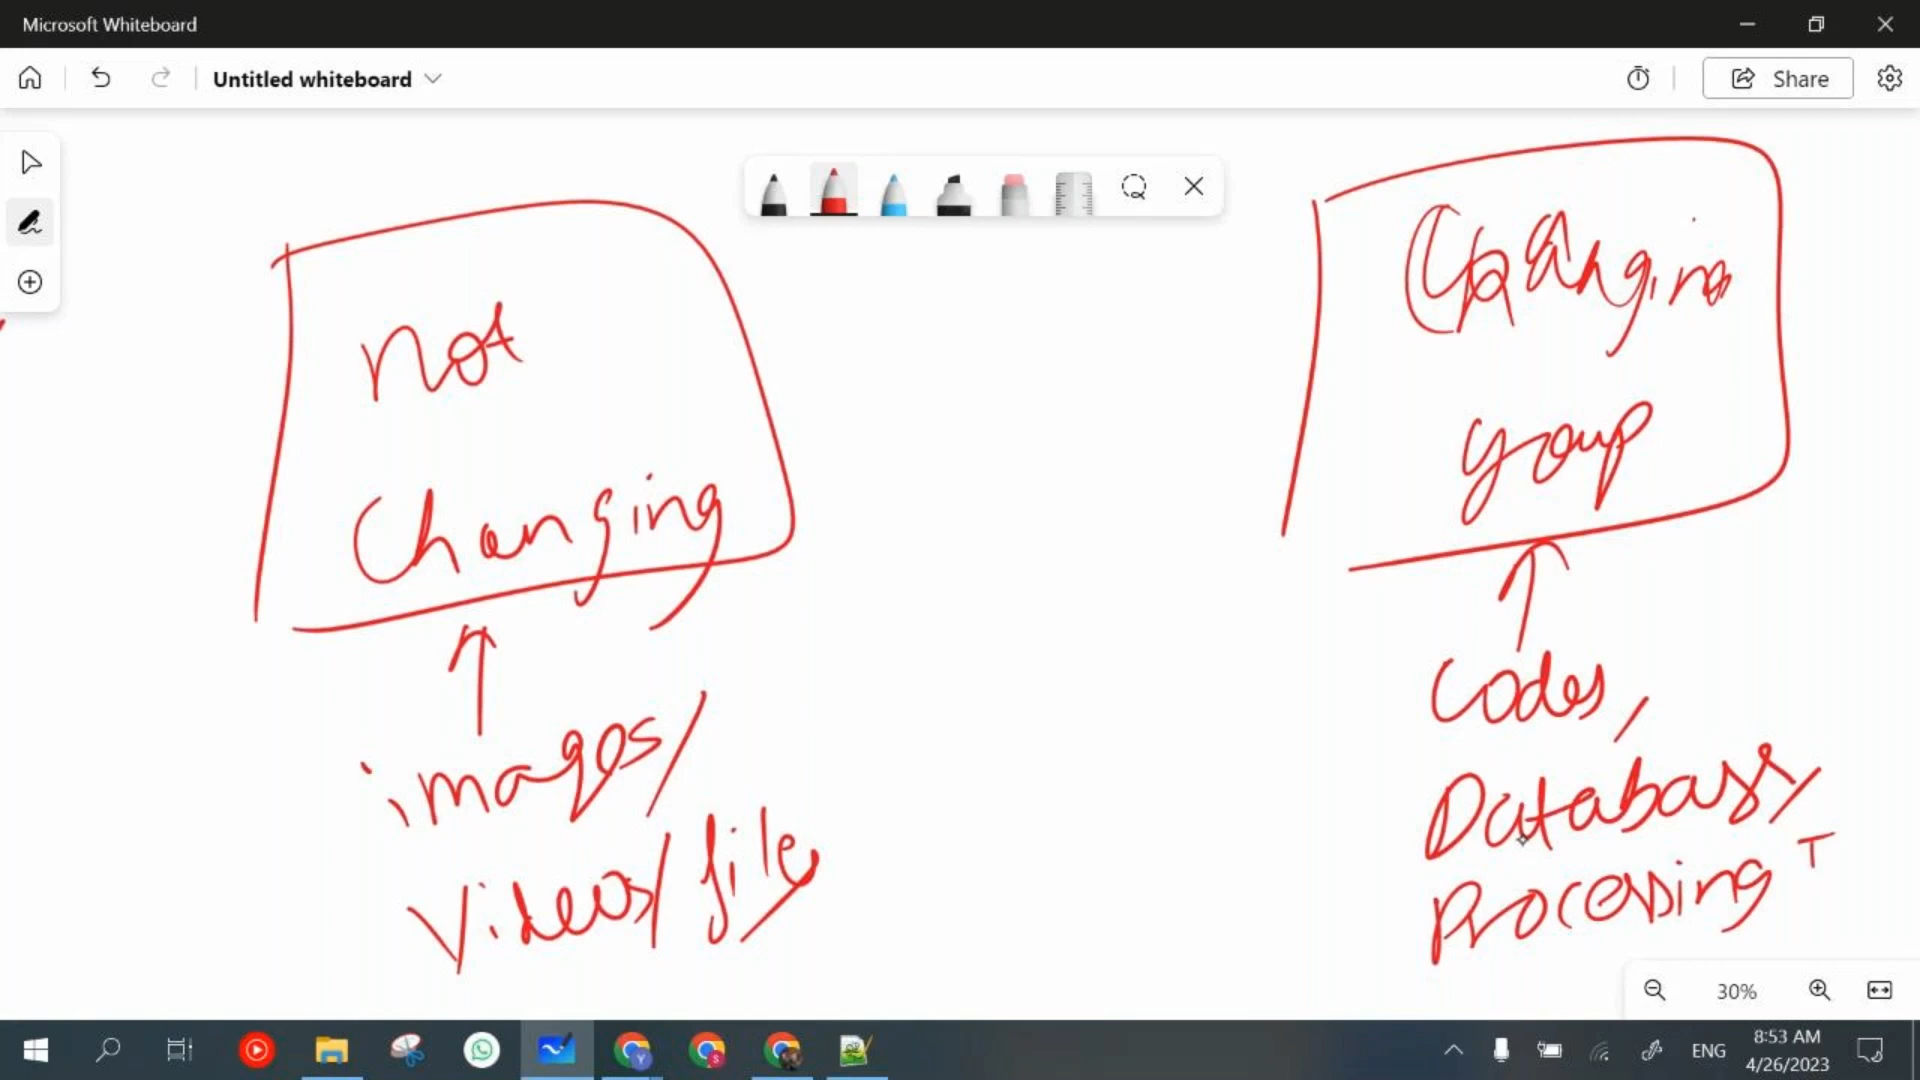 Microsoft Whiteboard
Untitled whiteboard
Share
not
Changing
images/
Videos/file
Changing
group
Codes,
Databases,
Processing T
30%
ENG
8:53 AM
4/26/2023